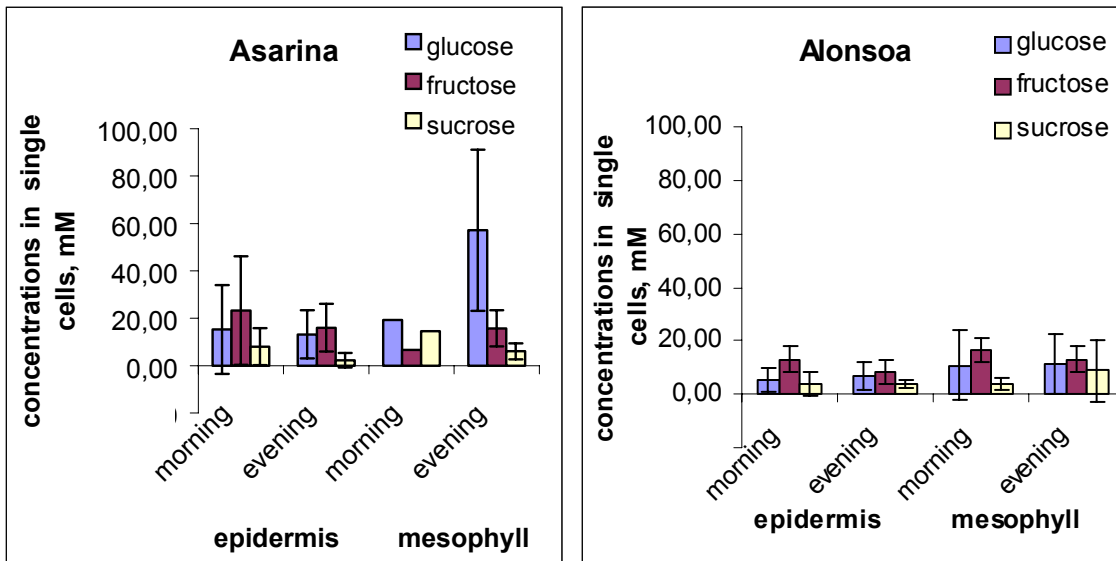 Asarina
glucose
fructose
sucrose
concentrations in single
cells, mM
100,00
80,00
60,00
40,00
20,00
0,00
morning
evening
morning
evening
epidermis
mesophyll
Alonsoa
glucose
fructose
sucrose
concentrations in single
cells, mM
100,00
80,00
60,00
40,00
20,00
0,00
morning
evening
morning
evening
epidermis
mesophyll